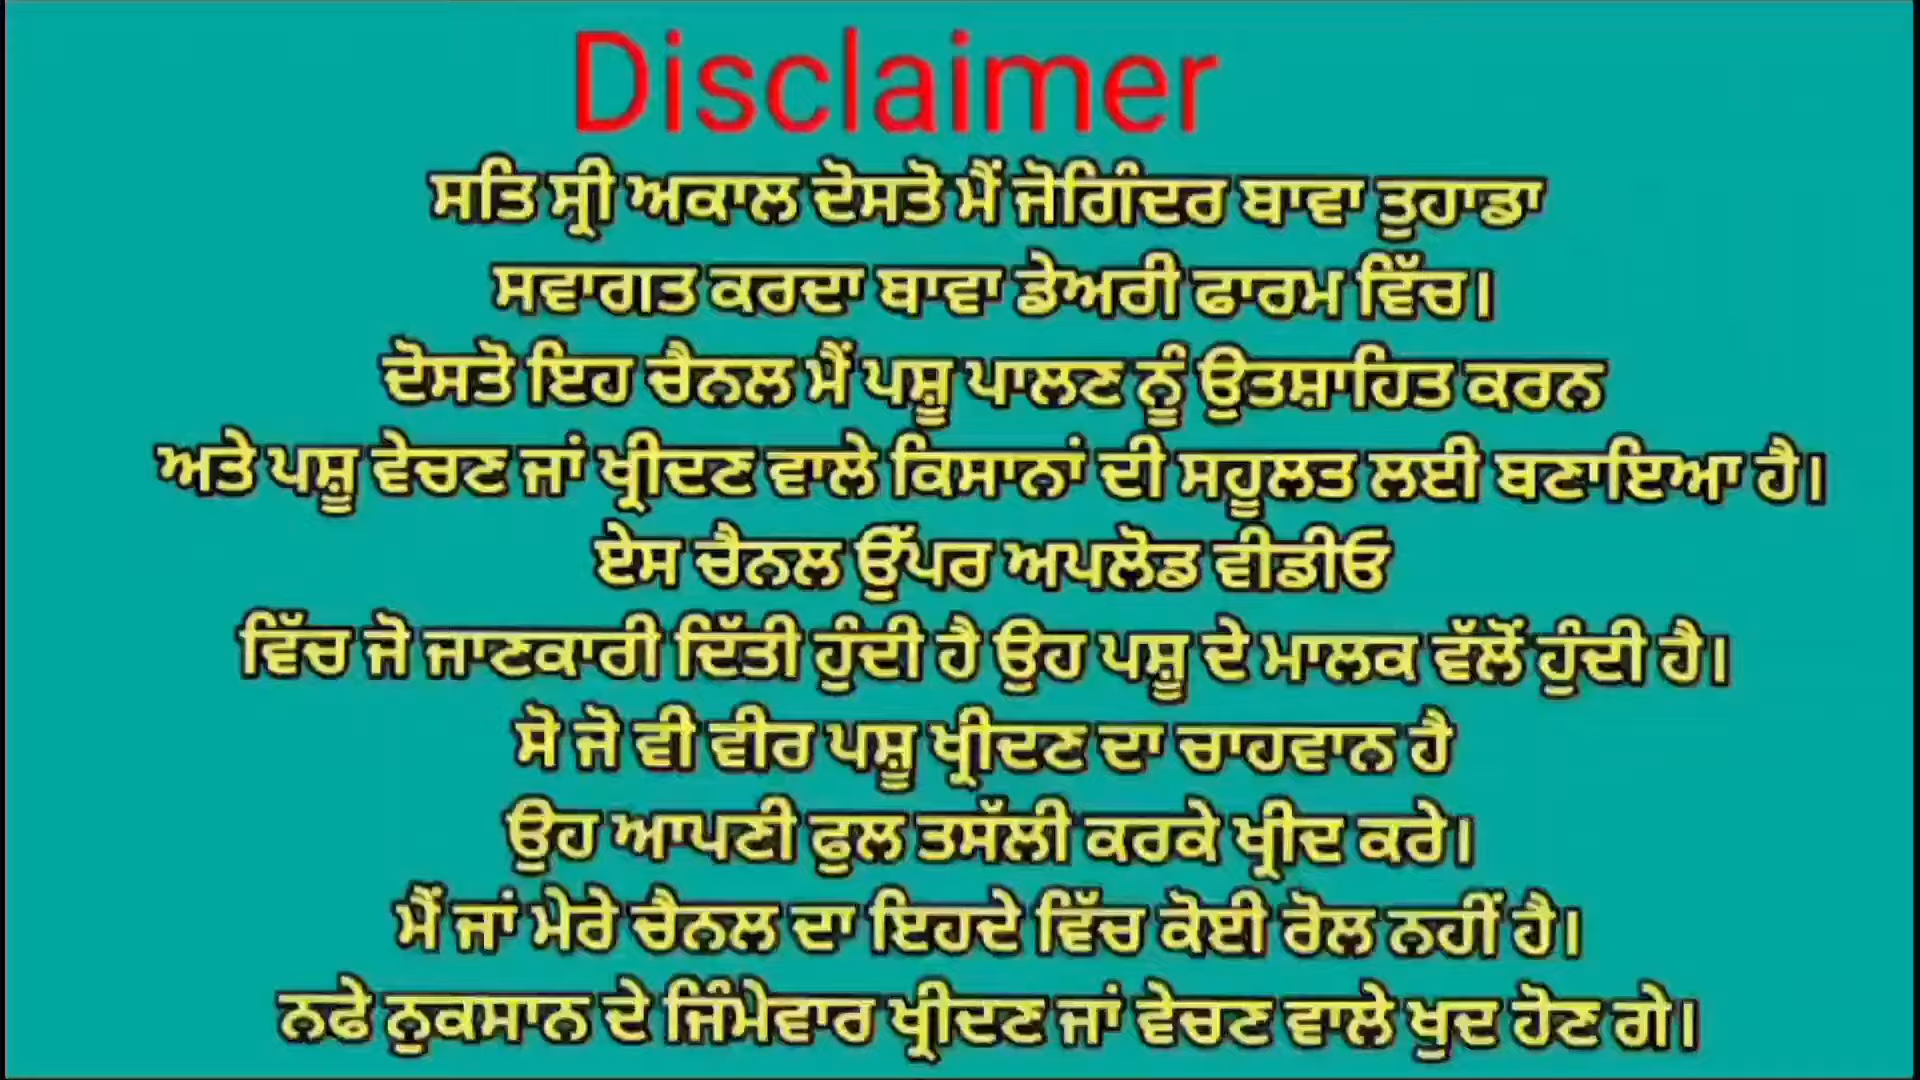 Disclaimer
ਸਤਿ ਸ੍ਰੀ ਅਕਾਲ ਦੋਸਤੋ ਮੈਂ ਜੋਗਿੰਦਰ ਬਾਵਾ ਤੁਹਾਡਾ
ਸਵਾਗਤ ਕਰਦਾ ਬਾਵਾ ਡੇਅਰੀ ਫਾਰਮ ਵਿੱਚ।
ਦੋਸਤੋ ਇਹ ਚੈਨਲ ਮੈਂ ਪਸ਼ੂ ਪਾਲਣ ਨੂੰ ਉਤਸ਼ਾਹਿਤ ਕਰਨ
ਅਤੇ ਪਸ਼ੂ ਵੇਚਣ ਜਾਂ ਖ੍ਰੀਦਣ ਵਾਲੇ ਕਿਸਾਨਾਂ ਦੀ ਸਹੂਲਤ ਲਈ ਬਣਾਇਆ ਹੈ।
ਏਸ ਚੈਨਲ ਉੱਪਰ ਅਪਲੋਡ ਵੀਡੀਓ
ਵਿੱਚ ਜੋ ਜਾਣਕਾਰੀ ਦਿੱਤੀ ਹੁੰਦੀ ਹੈ ਉਹ ਪਸ਼ੂ ਦੇ ਮਾਲਕ ਵੱਲੋਂ ਹੁੰਦੀ ਹੈ।
ਸੋ ਜੋ ਵੀ ਵੀਰ ਪਸ਼ੂ ਖ੍ਰੀਦਣ ਦਾ ਚਾਹਵਾਨ ਹੈ
ਉਹ ਆਪਣੀ ਫੁਲ ਤਸੱਲੀ ਕਰਕੇ ਖ੍ਰੀਦ ਕਰੇ।
ਮੈਂ ਜਾਂ ਮੇਰੇ ਚੈਨਲ ਦਾ ਇਹਦੇ ਵਿੱਚ ਕੋਈ ਰੋਲ ਨਹੀਂ ਹੈ।
ਨਫੇ ਨੁਕਸਾਨ ਦੇ ਜਿੰਮੇਵਾਰ ਖ੍ਰੀਦਣ ਜਾਂ ਵੇਚਣ ਵਾਲੇ ਖੁਦ ਹੋਣ ਗੇ।